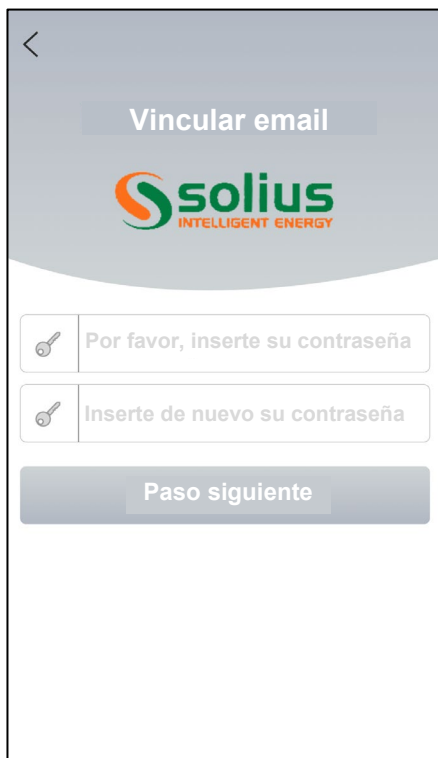 Vincular email
solius
INTELLIGENT ENERGY
Por favor, inserte su contraseña
Inserte de nuevo su contraseña
Paso siguiente